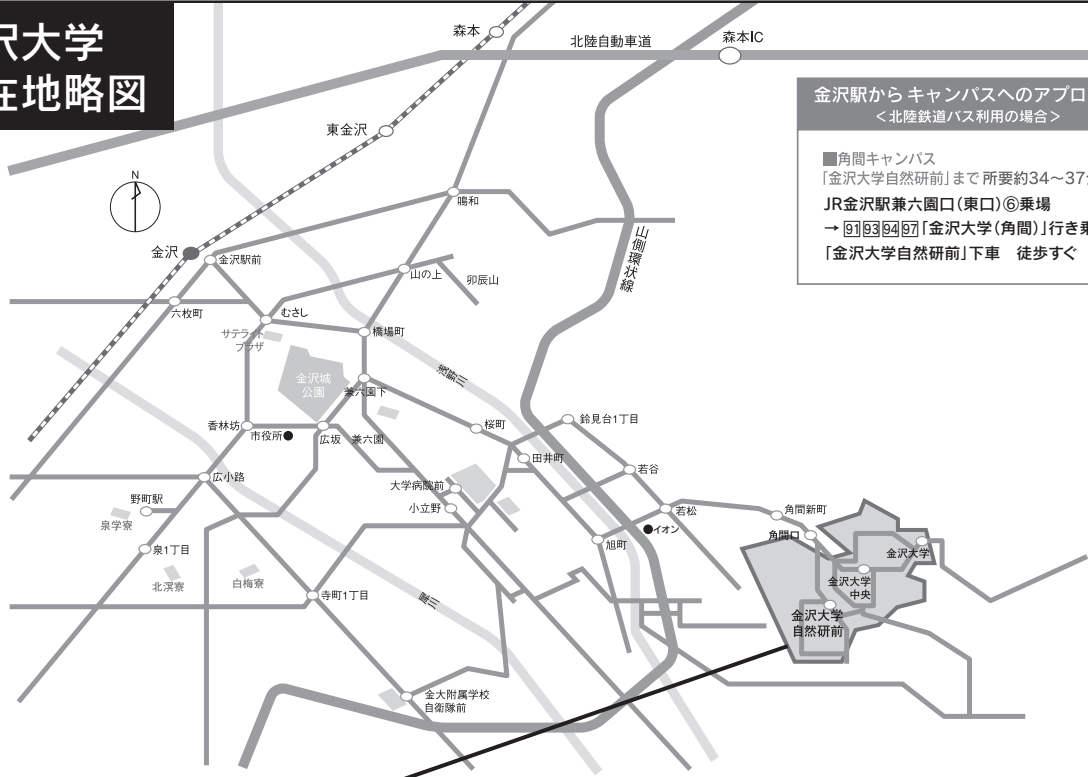 沢大学
在地略図
森本
北陸自動車道
森本IC
金沢駅から キャンパスへのアプロ
＜北陸鉄道バス利用の場合＞
■角間キャンパス
「金沢大学自然研前」まで 所要約34～37分
JR金沢駅兼六園口（東口）⑥乗場
→ 91 93 94 97 「金沢大学（角間）」行き乗
「金沢大学自然研前」下車　徒歩すぐ
東金沢
N
鳴和
金沢
金沢駅前
山側環状線
山の上
卯辰山
六枚町
むさし
サテライト
プラザ
橋場町
浅野川
金沢城
公園
兼六園下
香林坊
市役所
広坂
兼六園
桜町
鈴見台1丁目
田井町
若谷
広小路
大学病院前
小立野
野町駅
泉学寮
若松
角間新町
イオン
角間口
旭町
泉1丁目
金沢大学
北溟寮
白梅寮
金沢大学
中央
寺町1丁目
犀川
金沢大学
自然研前
金大附属学校
自衛隊前